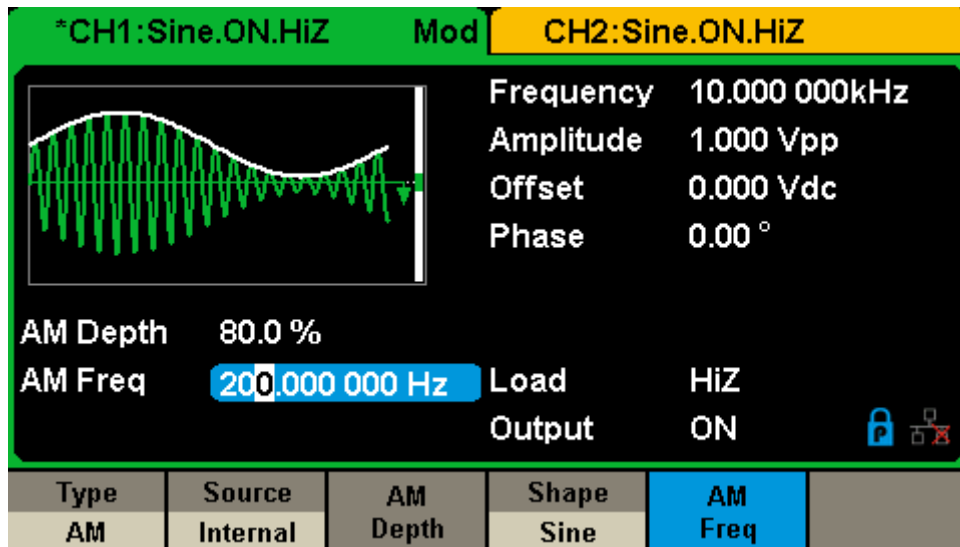 *CH1:Sine.ON.HiZ Mod CH2:Sine.ON.HiZ
Frequency 10.000 000kHz
Amplitude 1.000 Vpp
Offset 0.000 Vdc
Phase 0.00 °
AM Depth 80.0 %
AM Freq 200.000 000 Hz Load HiZ
Output ON P
Type Source AM Shape AM
AM Internal Depth Sine Freq